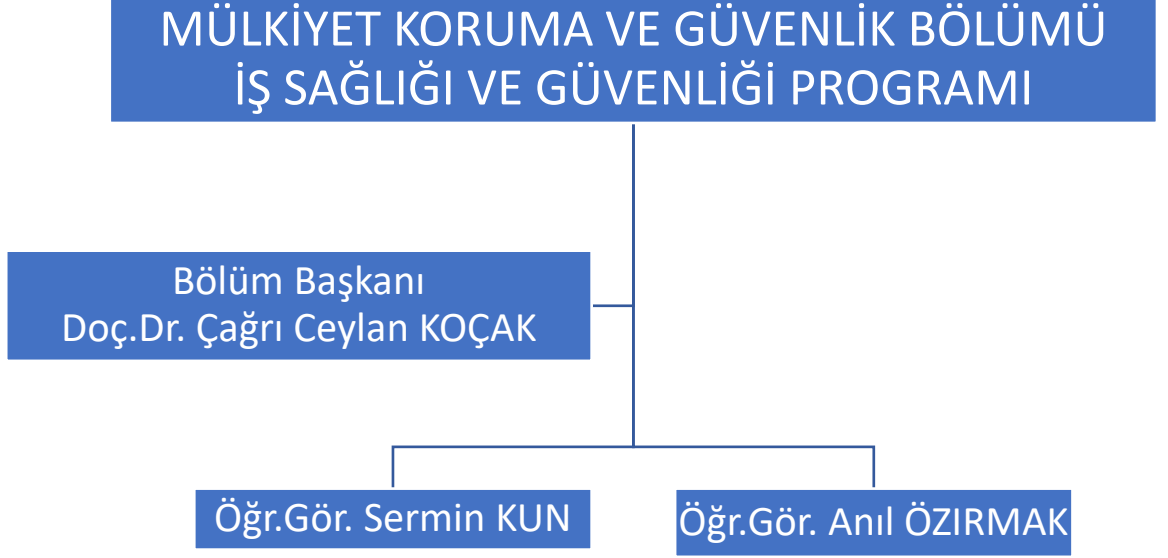 MÜLKİYET KORUMA VE GÜVENLİK BÖLÜMÜ
İŞ SAĞLIĞI VE GÜVENLİĞİ PROGRAMI
Bölüm Başkanı
Doç.Dr. Çağrı Ceylan KOÇAK
Öğr.Gör. Sermin KUN
Öğr.Gör. Anıl ÖZIRMAK